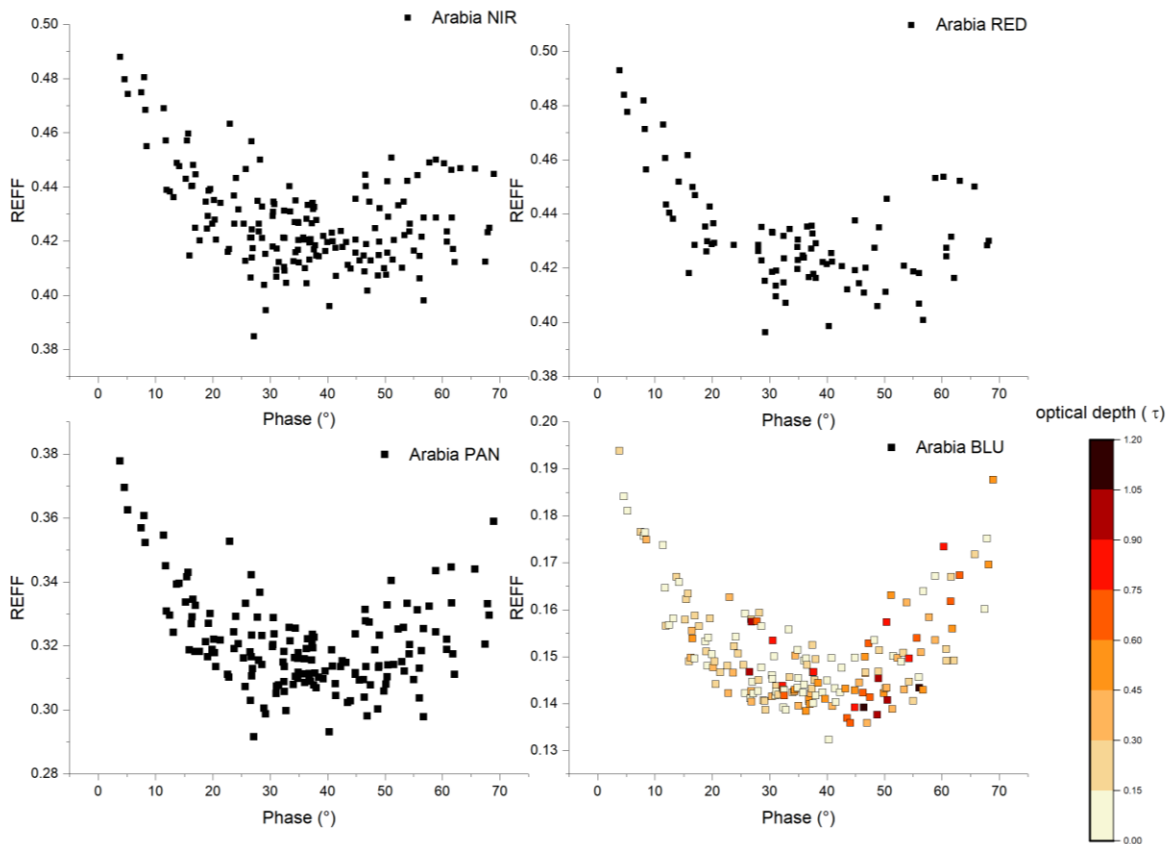 Arabia NIR
0.50
0.48
0.46
0.44
0.42
0.40
0.38
REFF
0 10 20 30 40 50 60 70
Phase (°)
Arabia RED
0.50
0.48
0.46
0.44
0.42
0.40
0.38
REFF
0 10 20 30 40 50 60 70
Phase (°)
Arabia PAN
0.38
0.36
0.34
0.32
0.30
0.28
REFF
0 10 20 30 40 50 60 70
Phase (°)
Arabia BLU
0.20
0.19
0.18
0.17
0.16
0.15
0.14
0.13
REFF
0 10 20 30 40 50 60 70
Phase (°)
optical depth ( τ)
1.20
1.05
0.90
0.75
0.60
0.45
0.30
0.15
0.00